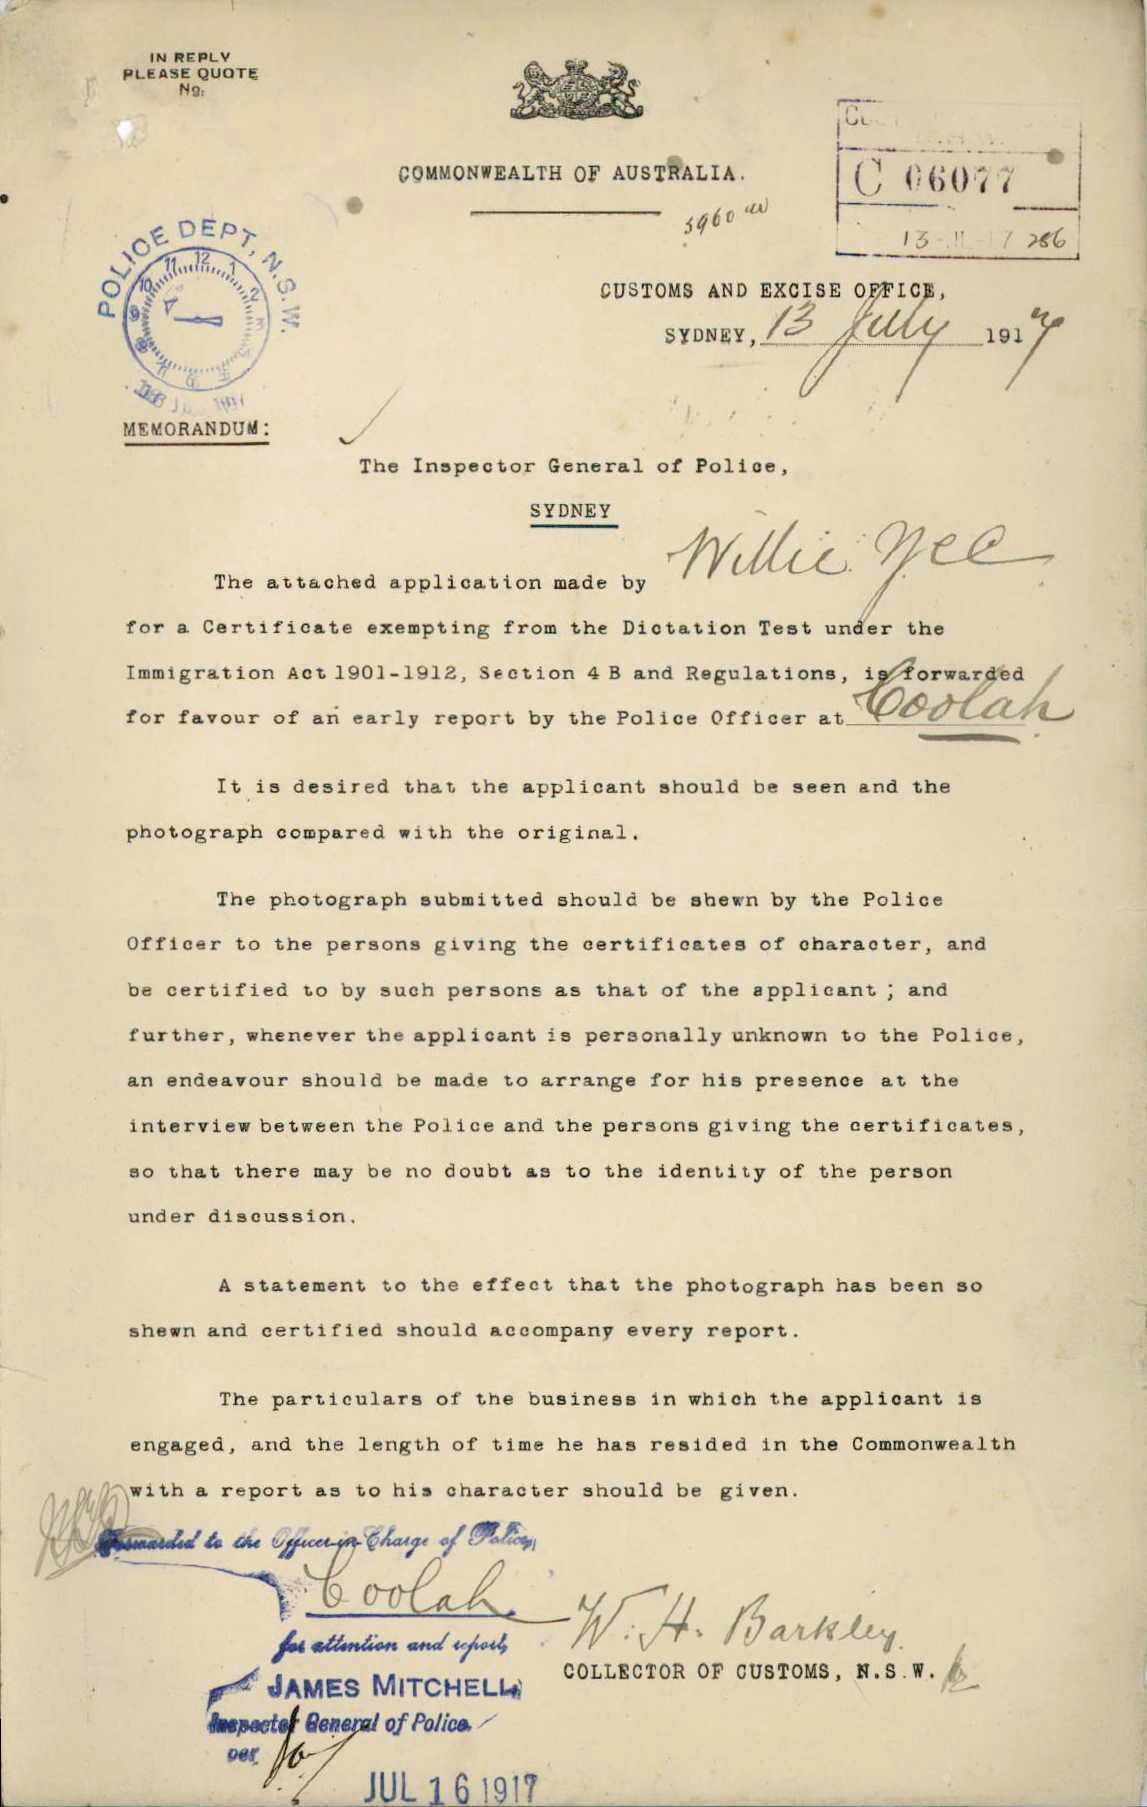 IN REPLY
PLEASE QUOTE
No.
COMMONWEALTH OF AUSTRALIA.
C 06077
286
POLICE DEPT, N.S.W.
CUSTOMS AND EXCISE OFFICE,
SYDNEY, 13 July 1917
MEMORANDUM:
The Inspector General of Police,
SYDNEY
The attached application made by Willie Yee
for a Certificate exempting from the Dictation Test under the
Immigration Act 1901-1912, Section 4 B and Regulations, is forwarded
for favour of an early report by the Police Officer at Coolah
It is desired that the applicant should be seen and the
photograph compared with the original.
The photograph submitted should be shewn by the Police
Officer to the persons giving the certificates of character, and
be certified to by such persons as that of the applicant ; and
further, whenever the applicant is personally unknown to the Police,
an endeavour should be made to arrange for his presence at the
interview between the Police and the persons giving the certificates,
so that there may be no doubt as to the identity of the person
under discussion.
A statement to the effect that the photograph has been so
shewn and certified should accompany every report.
The particulars of the business in which the applicant is
engaged, and the length of time he has resided in the Commonwealth
with a report as to his character should be given.
Forwarded to the Officer-in-Charge of Police,
Coolah
for attention and report,
W. H. Barkley.
COLLECTOR OF CUSTOMS, N.S.W.
JAMES MITCHELL,
Inspector General of Police.
per
JUL 16 1917